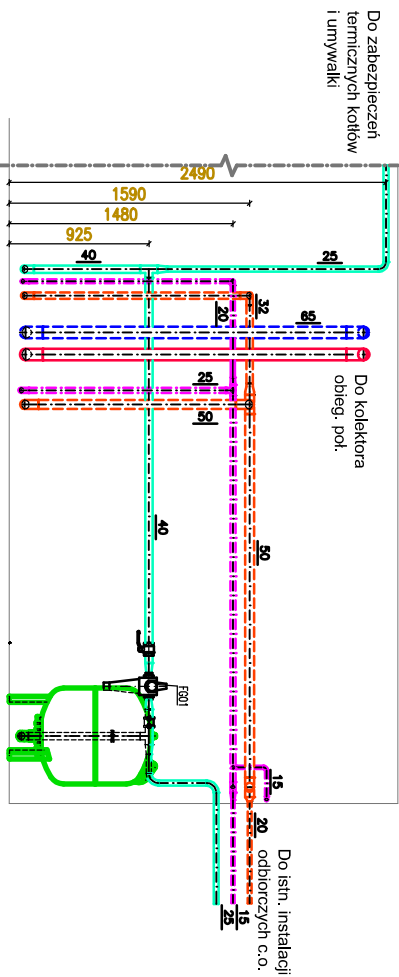 Do zabezpieczeń
termicznych kotłów
i umywalki
2490
1590
1480
925
40
25
32
20
65
Do kolektora
obieg. poł.
25
50
40
50
FG01
15
20
Do istn. instalacji
odbiorczych c.o.
15
25